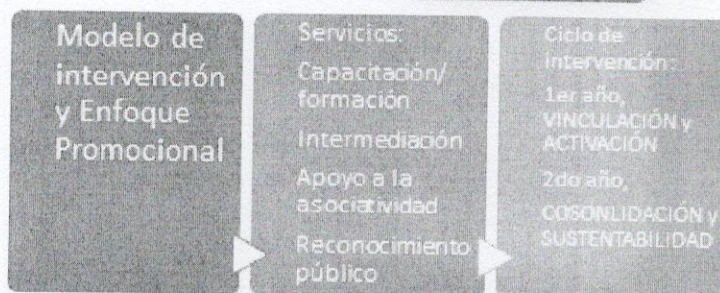 Modelo de
intervención
y Enfoque
Promocional
Servicios:
Capacitación/
formación
Intermediación
Apoyo a la
asociatividad
Reconocimiento
público
Ciclo de
intervención:
1er año,
VINCULACIÓN y
ACTIVACIÓN
2do año,
COSONLIDACIÓN y
SUSTENTABILIDAD